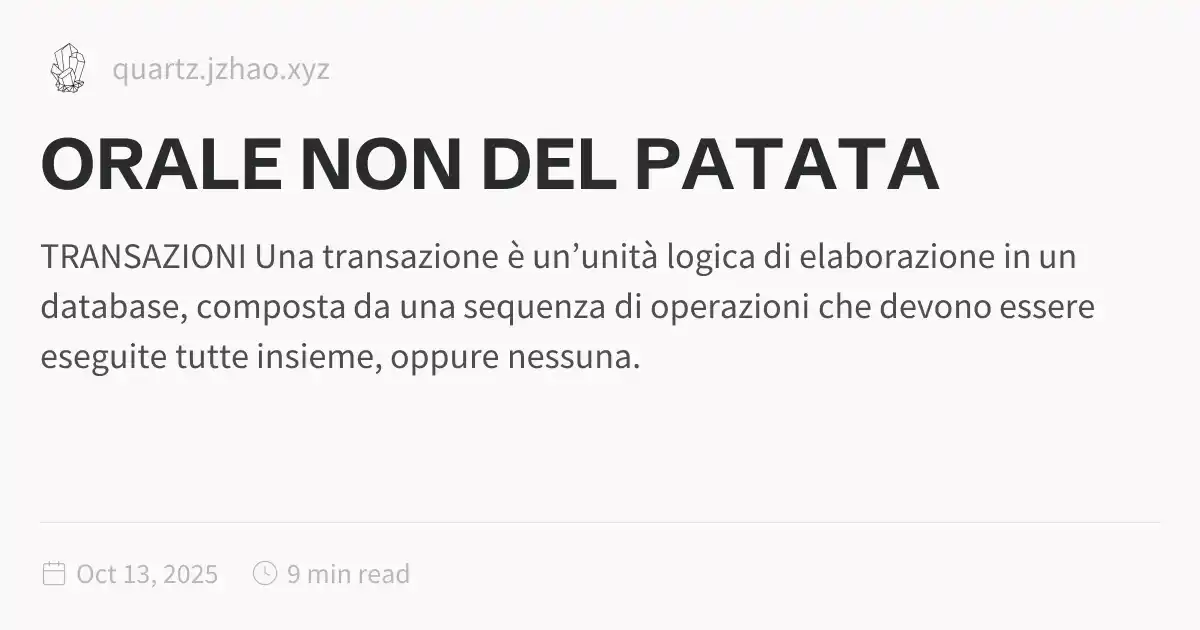 quartz.jzhao.xyz
ORALE NON DEL PATATA
TRANSAZIONI Una transazione è un’unità logica di elaborazione in un
database, composta da una sequenza di operazioni che devono essere
eseguite tutte insieme, oppure nessuna.
Oct 13, 2025 9 min read